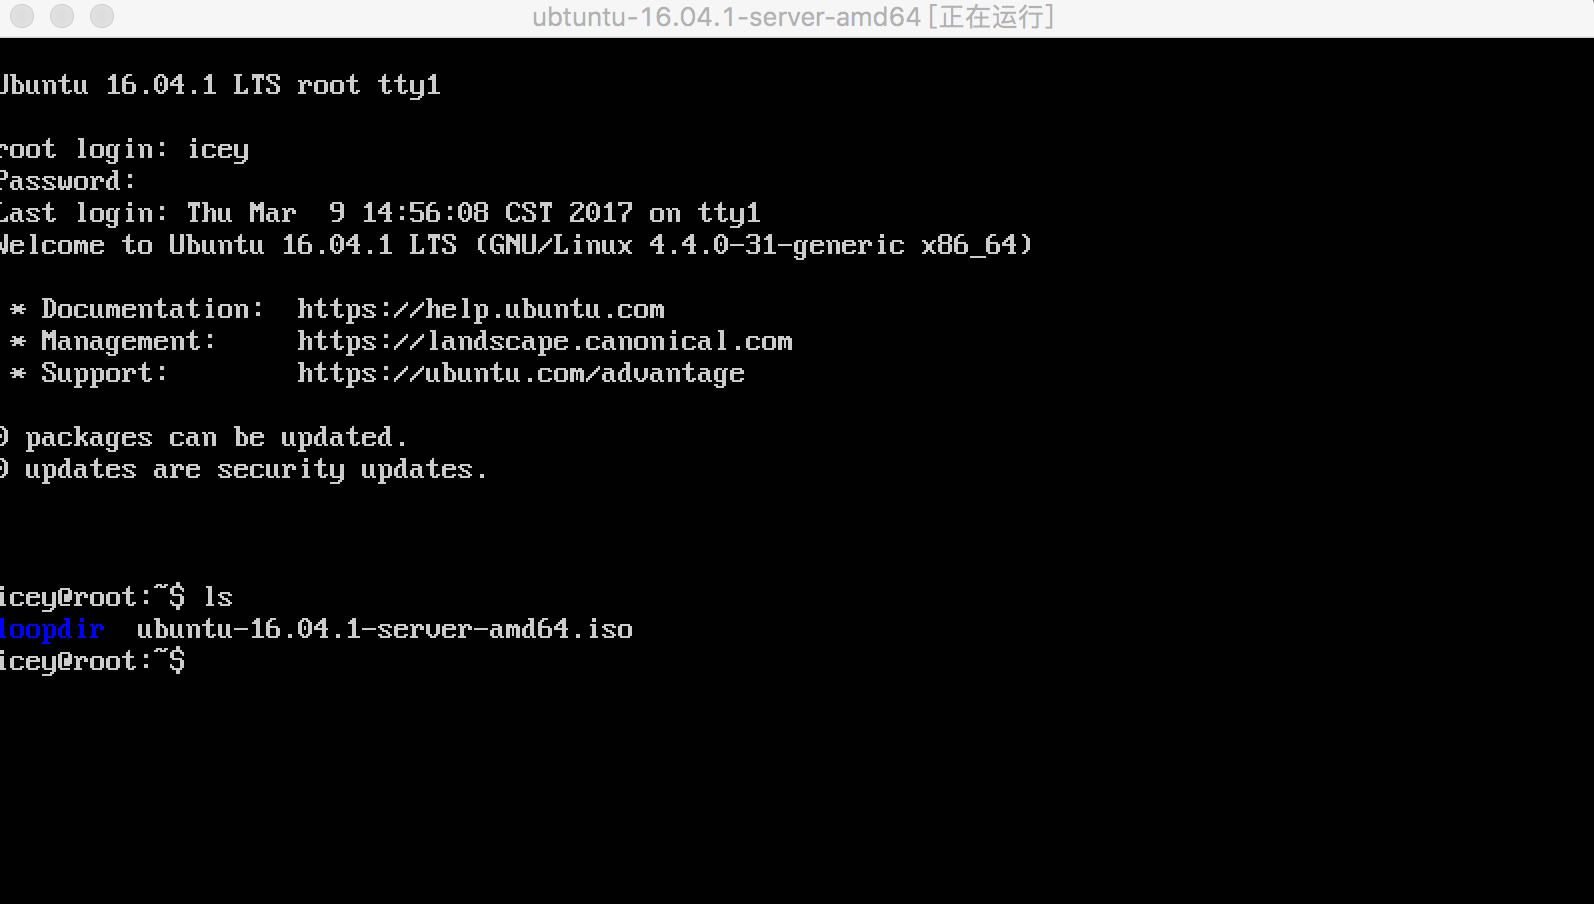 ubtuntu-16.04.1-server-amd64 [正在运行]
Ubuntu 16.04.1 LTS root tty1
root login: icey
Password:
Last login: Thu Mar  9 14:56:08 CST 2017 on tty1
Welcome to Ubuntu 16.04.1 LTS (GNU/Linux 4.4.0-31-generic x86_64)
* Documentation:  https://help.ubuntu.com
* Management:     https://landscape.canonical.com
* Support:        https://ubuntu.com/advantage
0 packages can be updated.
0 updates are security updates.
icey@root:~$ ls
loopdir  ubuntu-16.04.1-server-amd64.iso
icey@root:~$